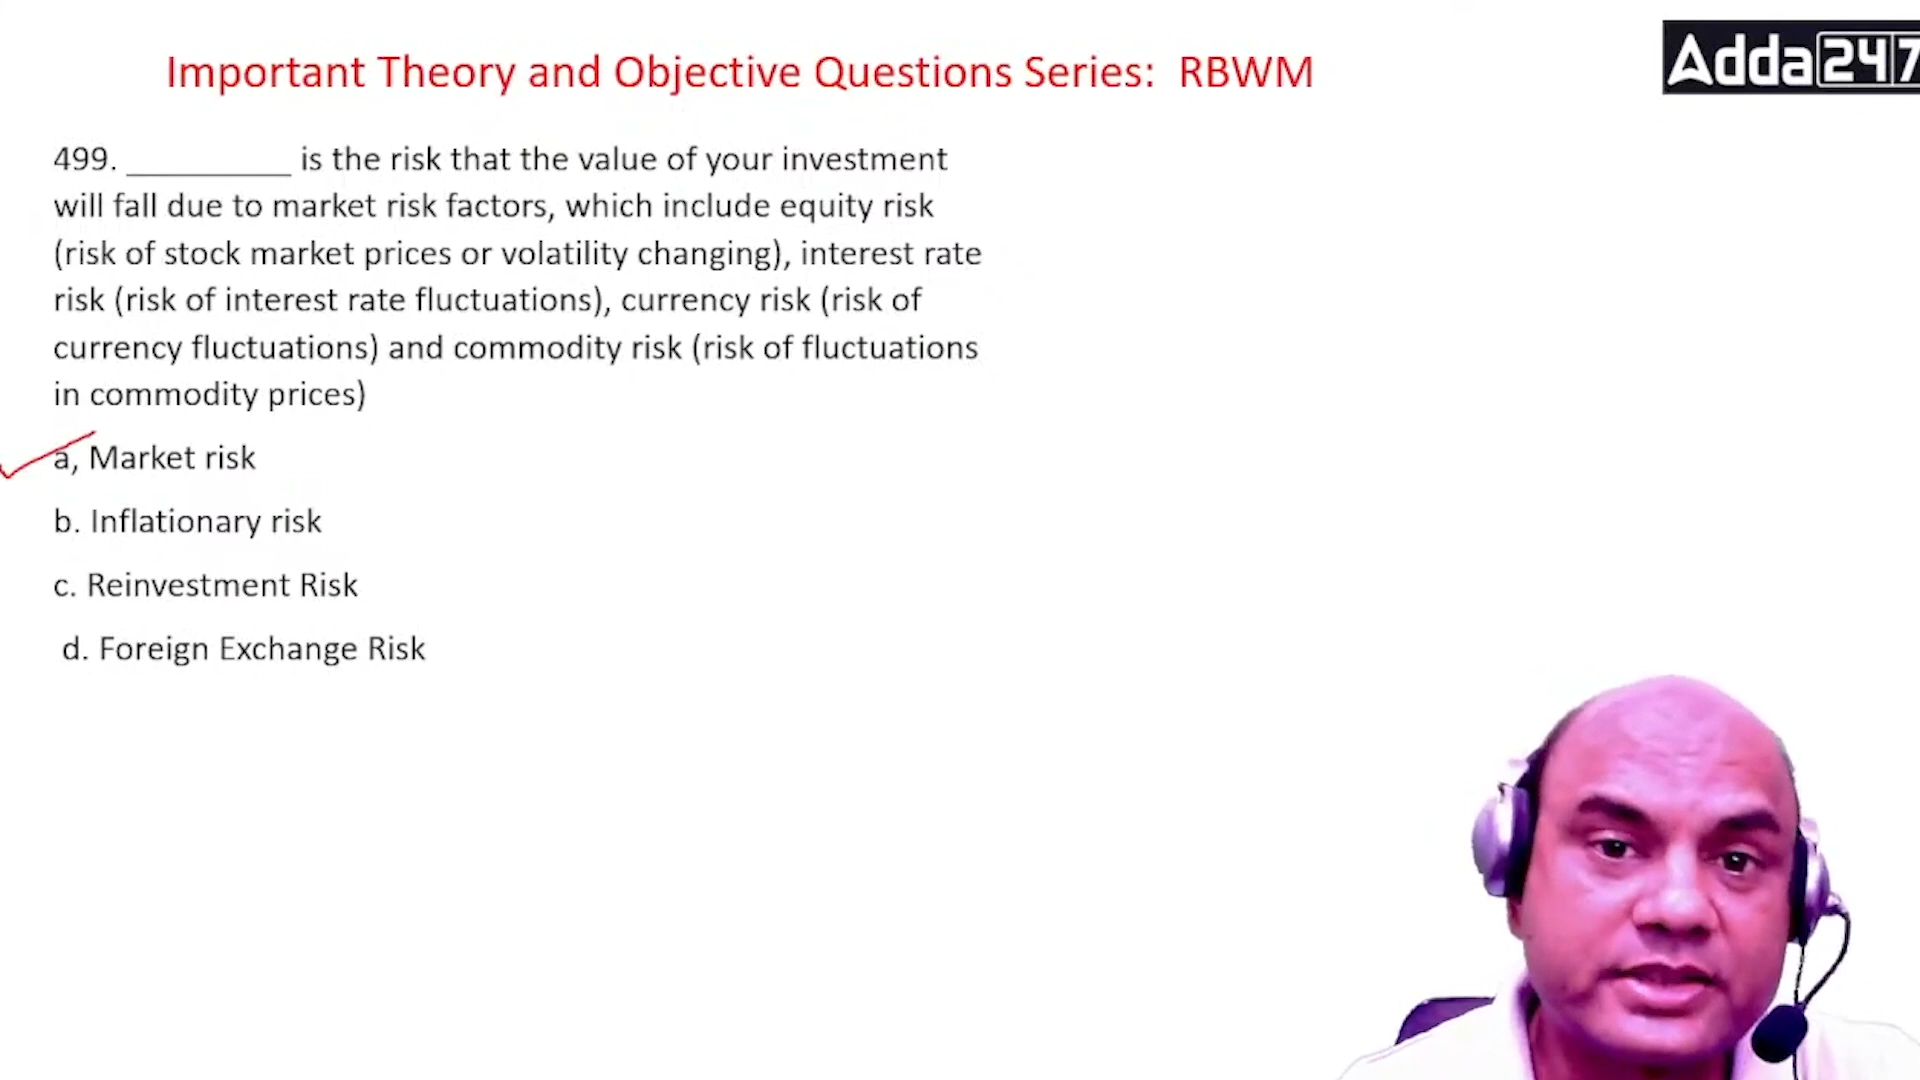 Important Theory and Objective Questions Series: RBWM
Adda247
499. _________ is the risk that the value of your investment
will fall due to market risk factors, which include equity risk
(risk of stock market prices or volatility changing), interest rate
risk (risk of interest rate fluctuations), currency risk (risk of
currency fluctuations) and commodity risk (risk of fluctuations
in commodity prices)
a, Market risk
b. Inflationary risk
c. Reinvestment Risk
d. Foreign Exchange Risk